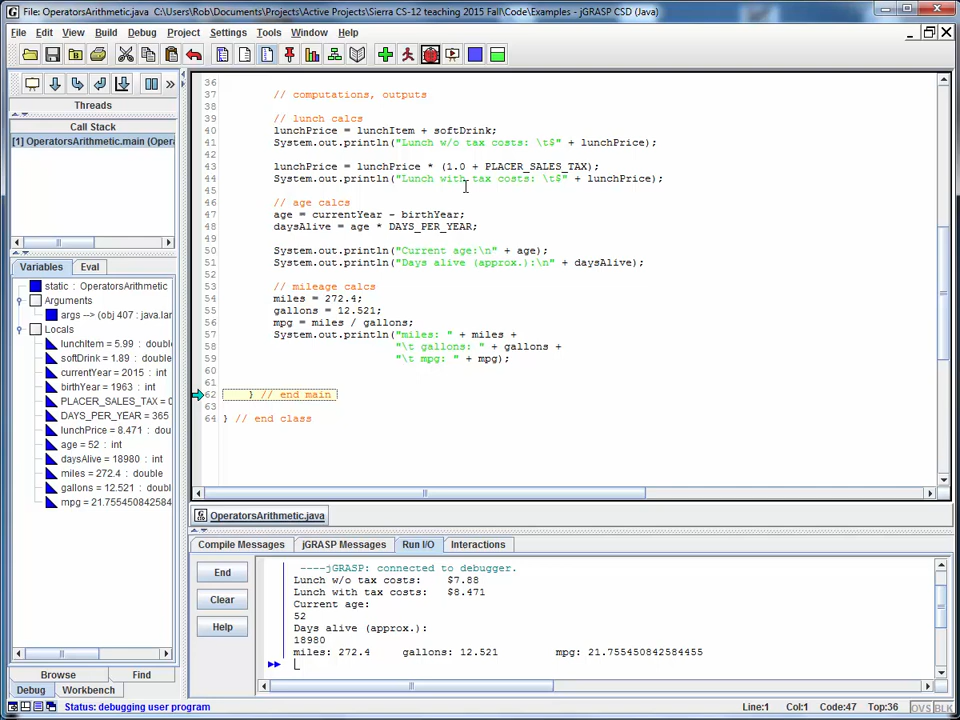 File: OperatorsArithmetic.java C:\Users\Rob\Documents\Projects\Active Projects\Sierra CS-12 teaching 2015 Fall\Code\Examples - jGRASP CSD (Java)
File Edit View Build Debug Project Settings Tools Window Help
Threads
Call Stack
[1] OperatorsArithmetic.main (Oper
Variables Eval
static : OperatorsArithmetic
Arguments
args --> (obj 407 : java.lar
Locals
lunchItem = 5.99 : double
softDrink = 1.89 : double
currentYear = 2015 : int
birthYear = 1963 : int
PLACER_SALES_TAX = 0
DAYS_PER_YEAR = 365
lunchPrice = 8.471 : double
age = 52 : int
daysAlive = 18980 : int
miles = 272.4 : double
gallons = 12.521 : double
mpg = 21.755450842584
Browse Find
Debug Workbench
36
37 // computations, outputs
38
39 // lunch calcs
40 lunchPrice = lunchItem + softDrink;
41 System.out.println("Lunch w/o tax costs: \t$" + lunchPrice);
42
43 lunchPrice = lunchPrice * (1.0 + PLACER_SALES_TAX);
44 System.out.println("Lunch with tax costs: \t$" + lunchPrice);
45
46 // age calcs
47 age = currentYear - birthYear;
48 daysAlive = age * DAYS_PER_YEAR;
49
50 System.out.println("Current age:\n" + age);
51 System.out.println("Days alive (approx.):\n" + daysAlive);
52
53 // mileage calcs
54 miles = 272.4;
55 gallons = 12.521;
56 mpg = miles / gallons;
57 System.out.println("miles: " + miles +
58 "\t gallons: " + gallons +
59 "\t mpg: " + mpg);
60
61
62 } // end main
63
64 } // end class
OperatorsArithmetic.java
Compile Messages jGRASP Messages Run I/O Interactions
End
Clear
Help
----jGRASP: connected to debugger.
Lunch w/o tax costs: $7.88
Lunch with tax costs: $8.471
Current age:
52
Days alive (approx.):
18980
miles: 272.4 gallons: 12.521 mpg: 21.755450842584455
Status: debugging user program
Line:1 Col:1 Code:47 Top:36 OVS BLK